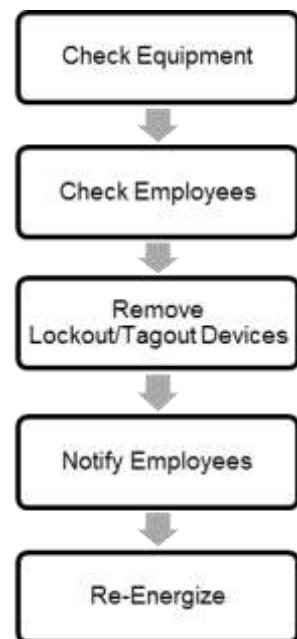 Check Equipment
Check Employees
Remove
Lockout/Tagout Devices
Notify Employees
Re-Energize